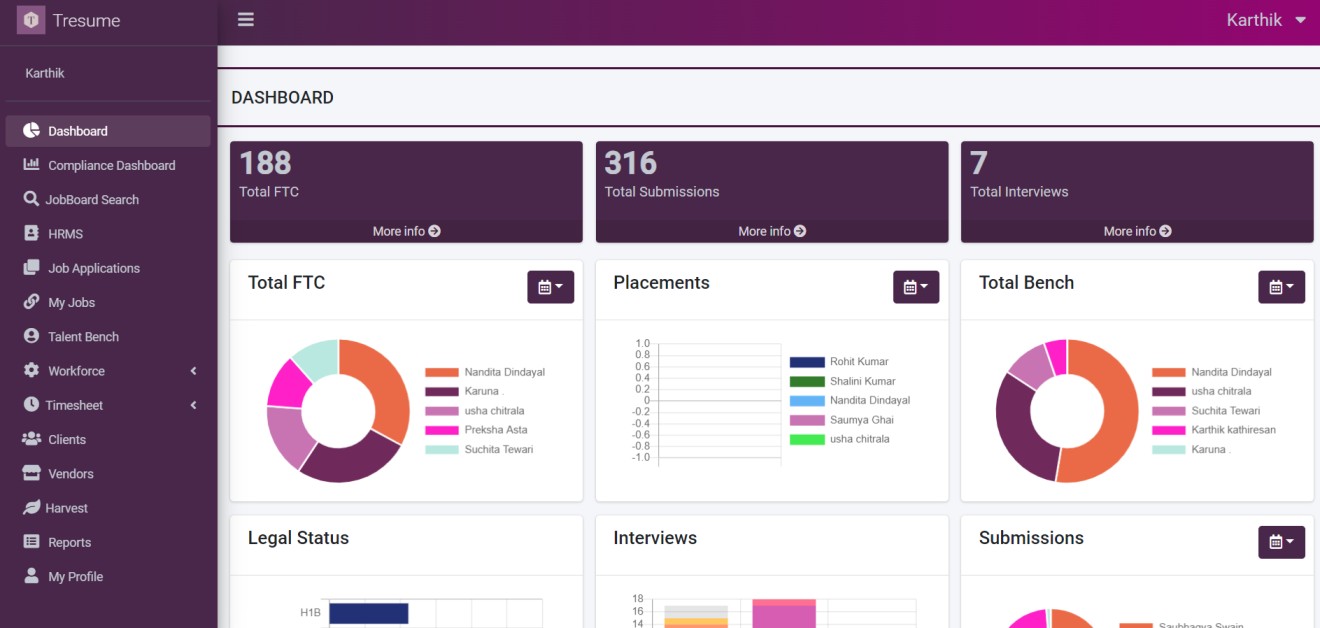 Tresume
Karthik
Karthik
Dashboard
Compliance Dashboard
JobBoard Search
HRMS
Job Applications
My Jobs
Talent Bench
Workforce
Timesheet
Clients
Vendors
Harvest
Reports
My Profile
DASHBOARD
188
Total FTC
More info
316
Total Submissions
More info
7
Total Interviews
More info
Total FTC
Nandita Dindayal
Karuna .
usha chitrala
Preksha Asta
Suchita Tewari
Placements
1.0
0.8
0.6
0.4
0.2
0
-0.2
-0.4
-0.6
-0.8
-1.0
Rohit Kumar
Shalini Kumar
Nandita Dindayal
Saumya Ghai
usha chitrala
Total Bench
Nandita Dindayal
usha chitrala
Suchita Tewari
Karthik kathiresan
Karuna .
Legal Status
H1B
Interviews
18
16
14
Submissions
Saubhagya Swain